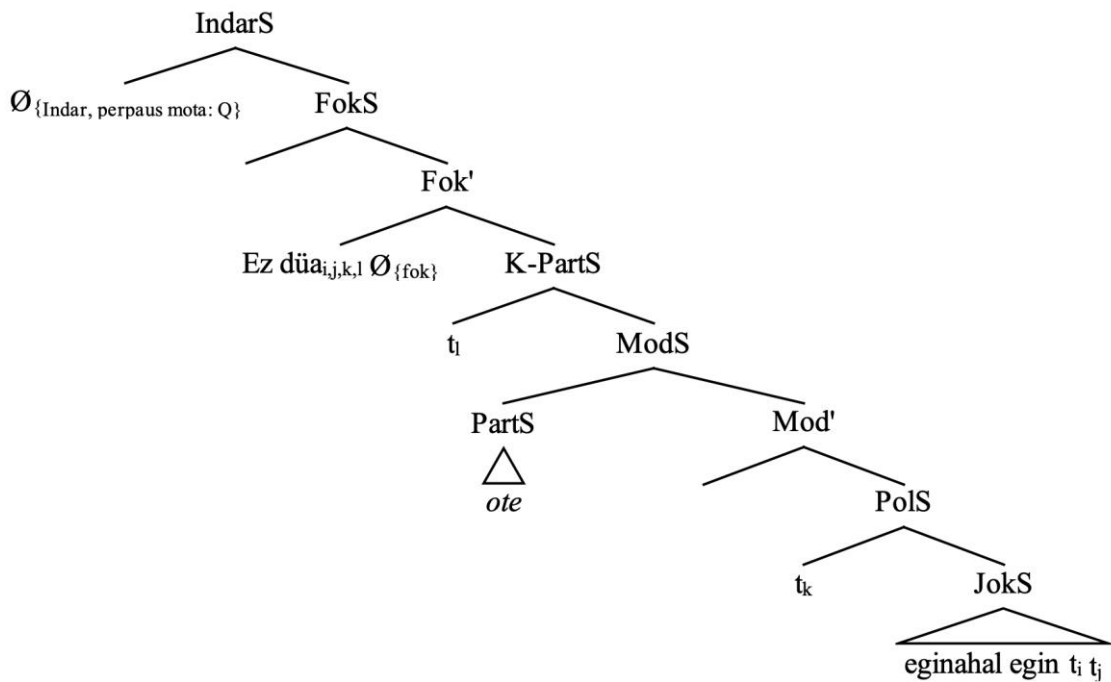 IndarS
Ø{Indar, perpaus mota: Q} FokS
Fok'
Ez düai,j,k,l Ø{fok} K-PartS
tl ModS
PartS Mod'
ote PolS
tk JokS
eginahal egin ti tj